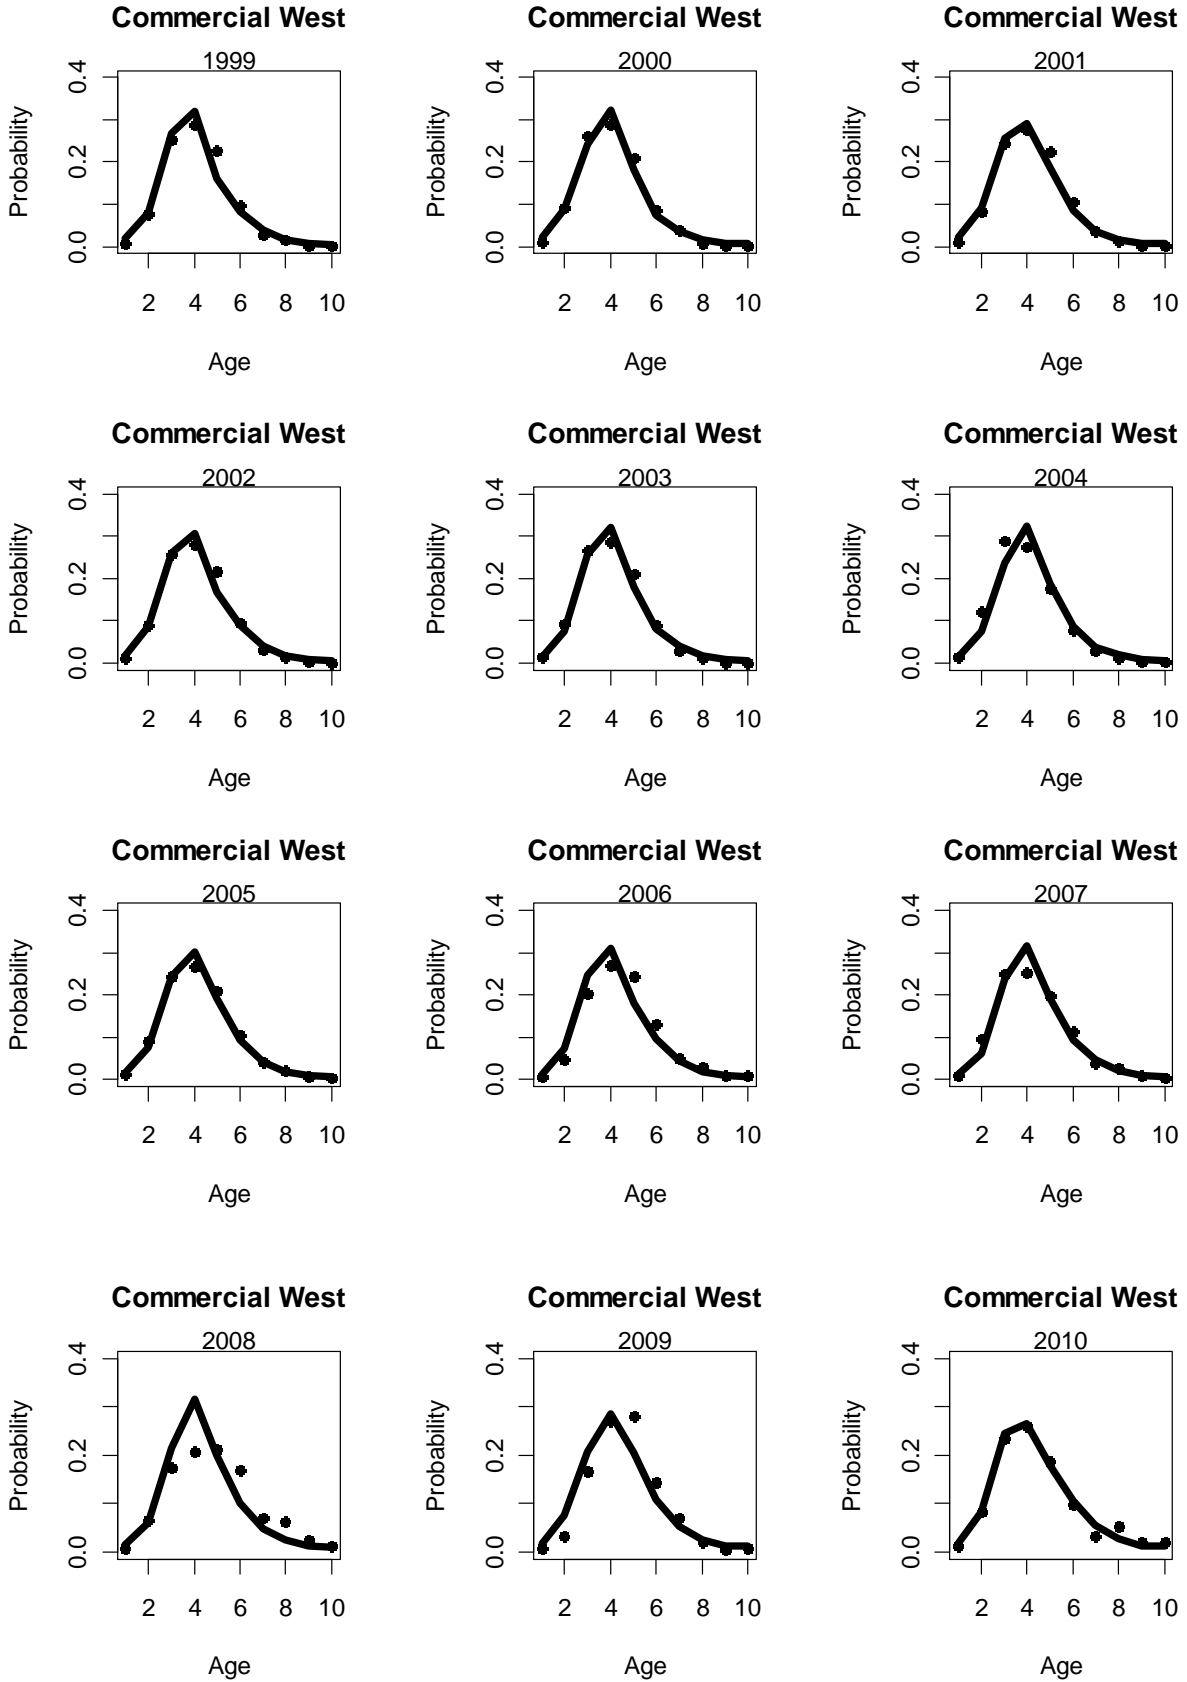 Commercial West Commercial West Commercial West
1999 2000 2001
Probability 0.0 0.2 0.4 Probability 0.0 0.2 0.4 Probability 0.0 0.2 0.4
2 4 6 8 10 2 4 6 8 10 2 4 6 8 10
Age Age Age
Commercial West Commercial West Commercial West
2002 2003 2004
Probability 0.0 0.2 0.4 Probability 0.0 0.2 0.4 Probability 0.0 0.2 0.4
2 4 6 8 10 2 4 6 8 10 2 4 6 8 10
Age Age Age
Commercial West Commercial West Commercial West
2005 2006 2007
Probability 0.0 0.2 0.4 Probability 0.0 0.2 0.4 Probability 0.0 0.2 0.4
2 4 6 8 10 2 4 6 8 10 2 4 6 8 10
Age Age Age
Commercial West Commercial West Commercial West
2008 2009 2010
Probability 0.0 0.2 0.4 Probability 0.0 0.2 0.4 Probability 0.0 0.2 0.4
2 4 6 8 10 2 4 6 8 10 2 4 6 8 10
Age Age Age